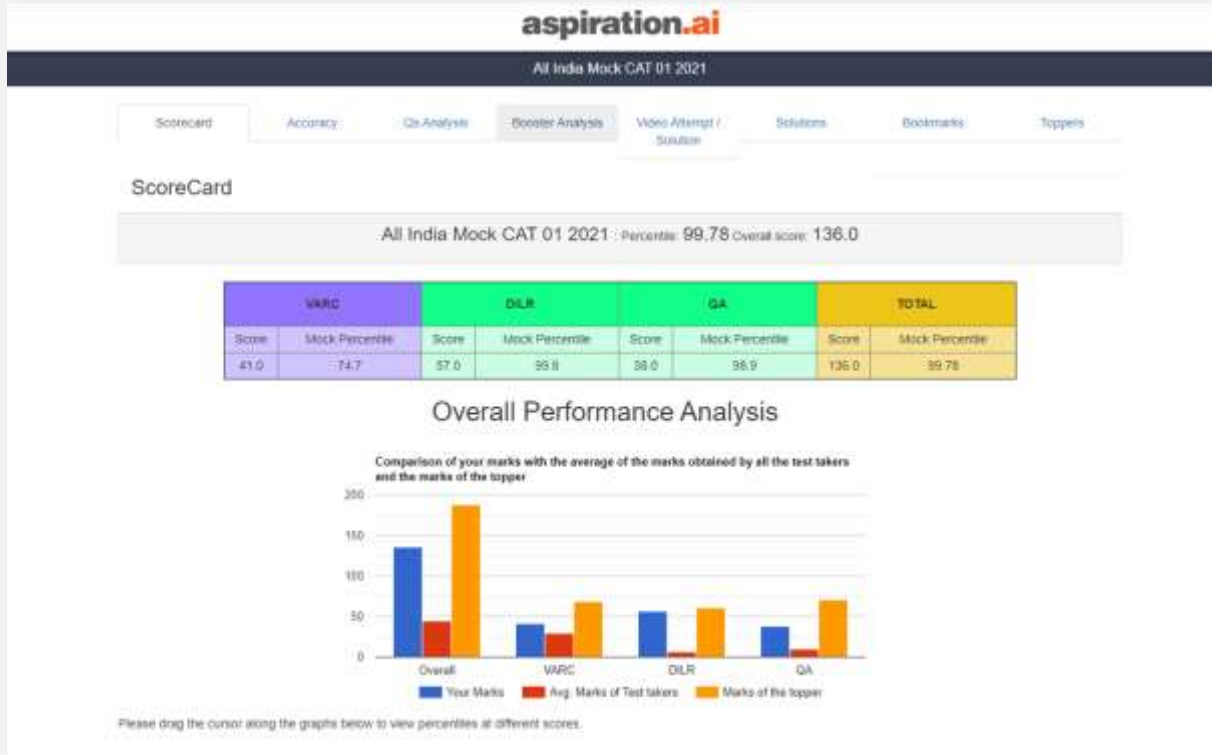 aspiration.ai
All India Mock CAT 01 2021
Scorecard Accuracy Qs Analysis Booster Analysis Video Attempt / Solution Solutions Bookmarks Toppers
ScoreCard
All India Mock CAT 01 2021 : Percentile: 99.78 Overall score: 136.0
VARC DILR QA TOTAL
Score Mock Percentile Score Mock Percentile Score Mock Percentile Score Mock Percentile
41.0 74.7 57.0 99.8 38.0 98.9 136.0 99.78
Overall Performance Analysis
Comparison of your marks with the average of the marks obtained by all the test takers
and the marks of the topper
200
150
100
50
0
Overall VARC DILR QA
Your Marks Avg. Marks of Test takers Marks of the topper
Please drag the cursor along the graphs below to view percentiles at different scores.